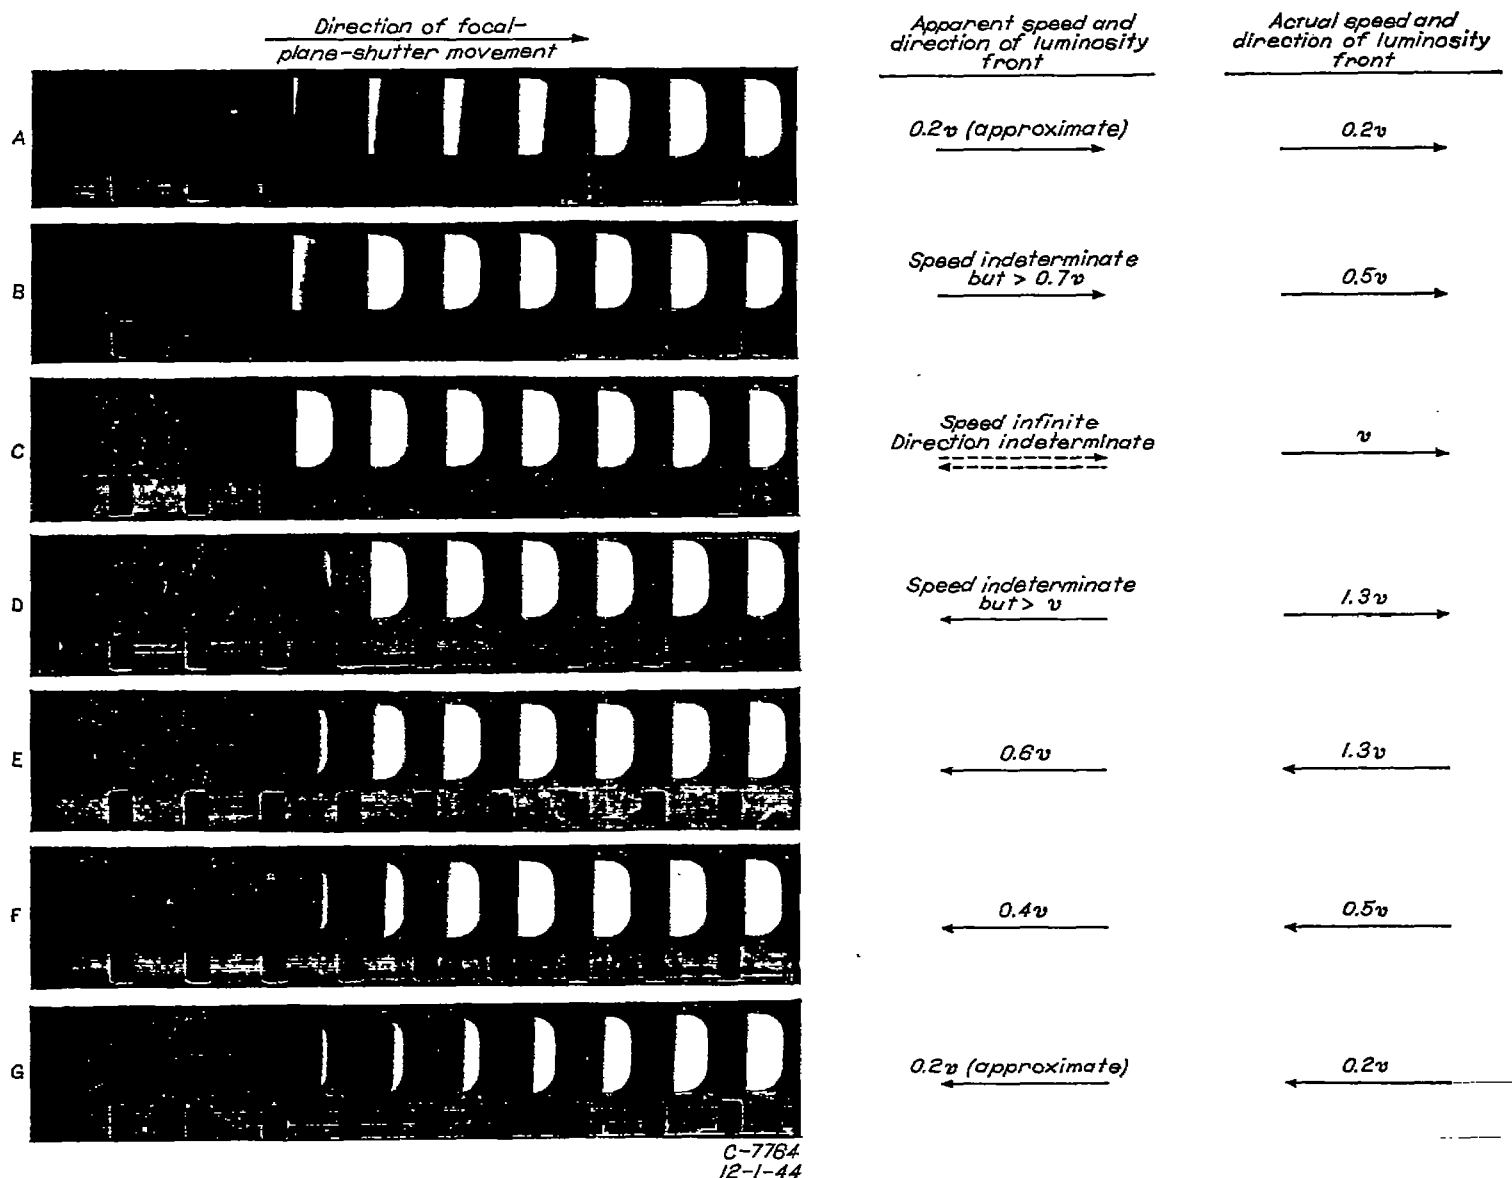 Direction of focal-
plane-shutter movement
Apparent speed and
direction of luminosity
front
Actual speed and
direction of luminosity
front
A
0.2v (approximate)
0.2v
B
Speed indeterminate
but > 0.7v
0.5v
C
Speed infinite
Direction indeterminate
v
D
Speed indeterminate
but > v
1.3v
E
0.6v
1.3v
F
0.4v
0.5v
G
0.2v (approximate)
0.2v
C-7764
12-1-44